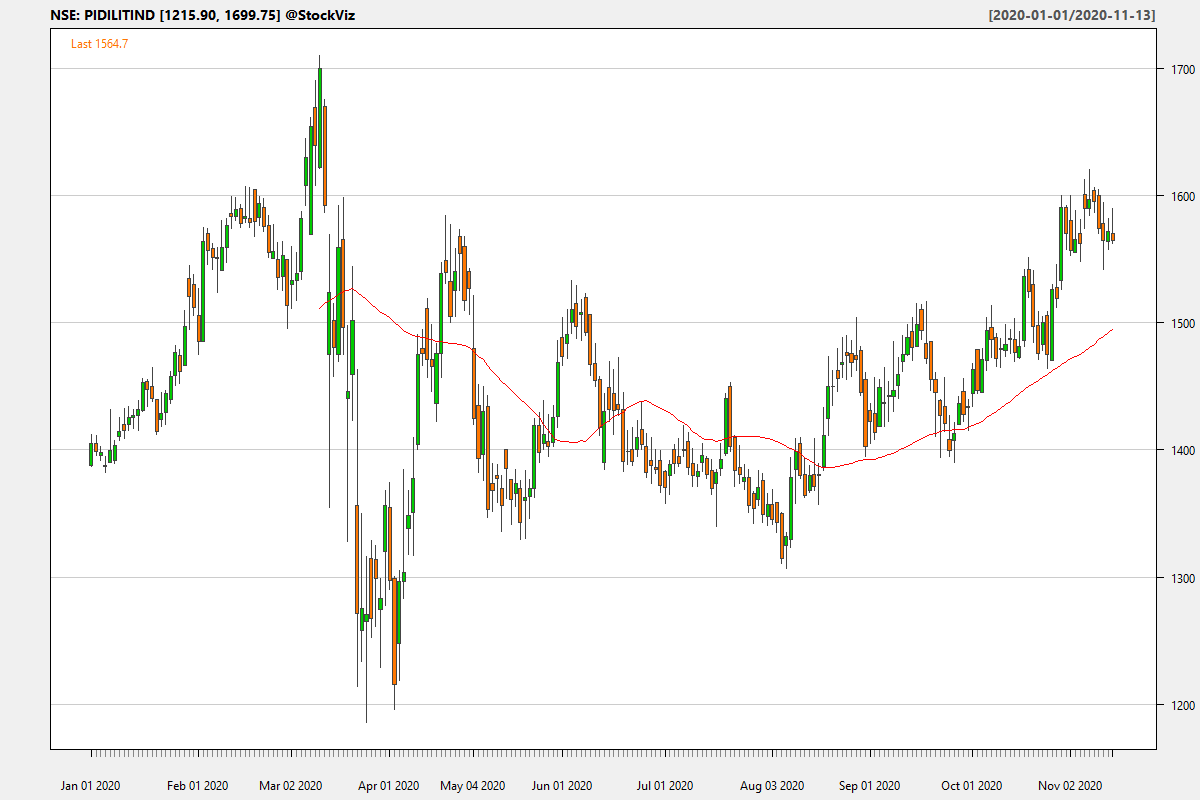 NSE: PIDILITIND [1215.90, 1699.75] @StockViz [2020-01-01/2020-11-13]
Last 1564.7
1700
1600
1500
1400
1300
1200
Jan 01 2020 Feb 01 2020 Mar 02 2020 Apr 01 2020 May 04 2020 Jun 01 2020 Jul 01 2020 Aug 03 2020 Sep 01 2020 Oct 01 2020 Nov 02 2020